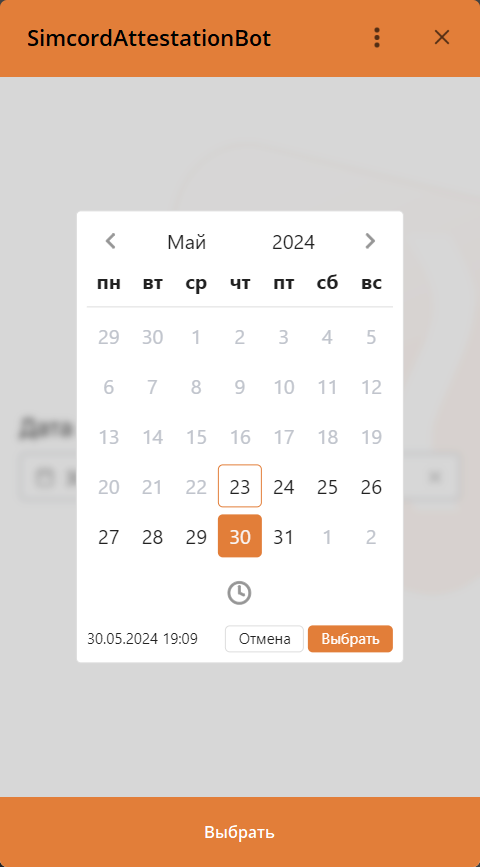 SimcordAttestationBot
Май 2024
пн вт ср чт пт сб вс
29 30 1 2 3 4 5
6 7 8 9 10 11 12
13 14 15 16 17 18 19
20 21 22 23 24 25 26
27 28 29 30 31 1 2
30.05.2024 19:09 Отмена Выбрать
Дата
Выбрать